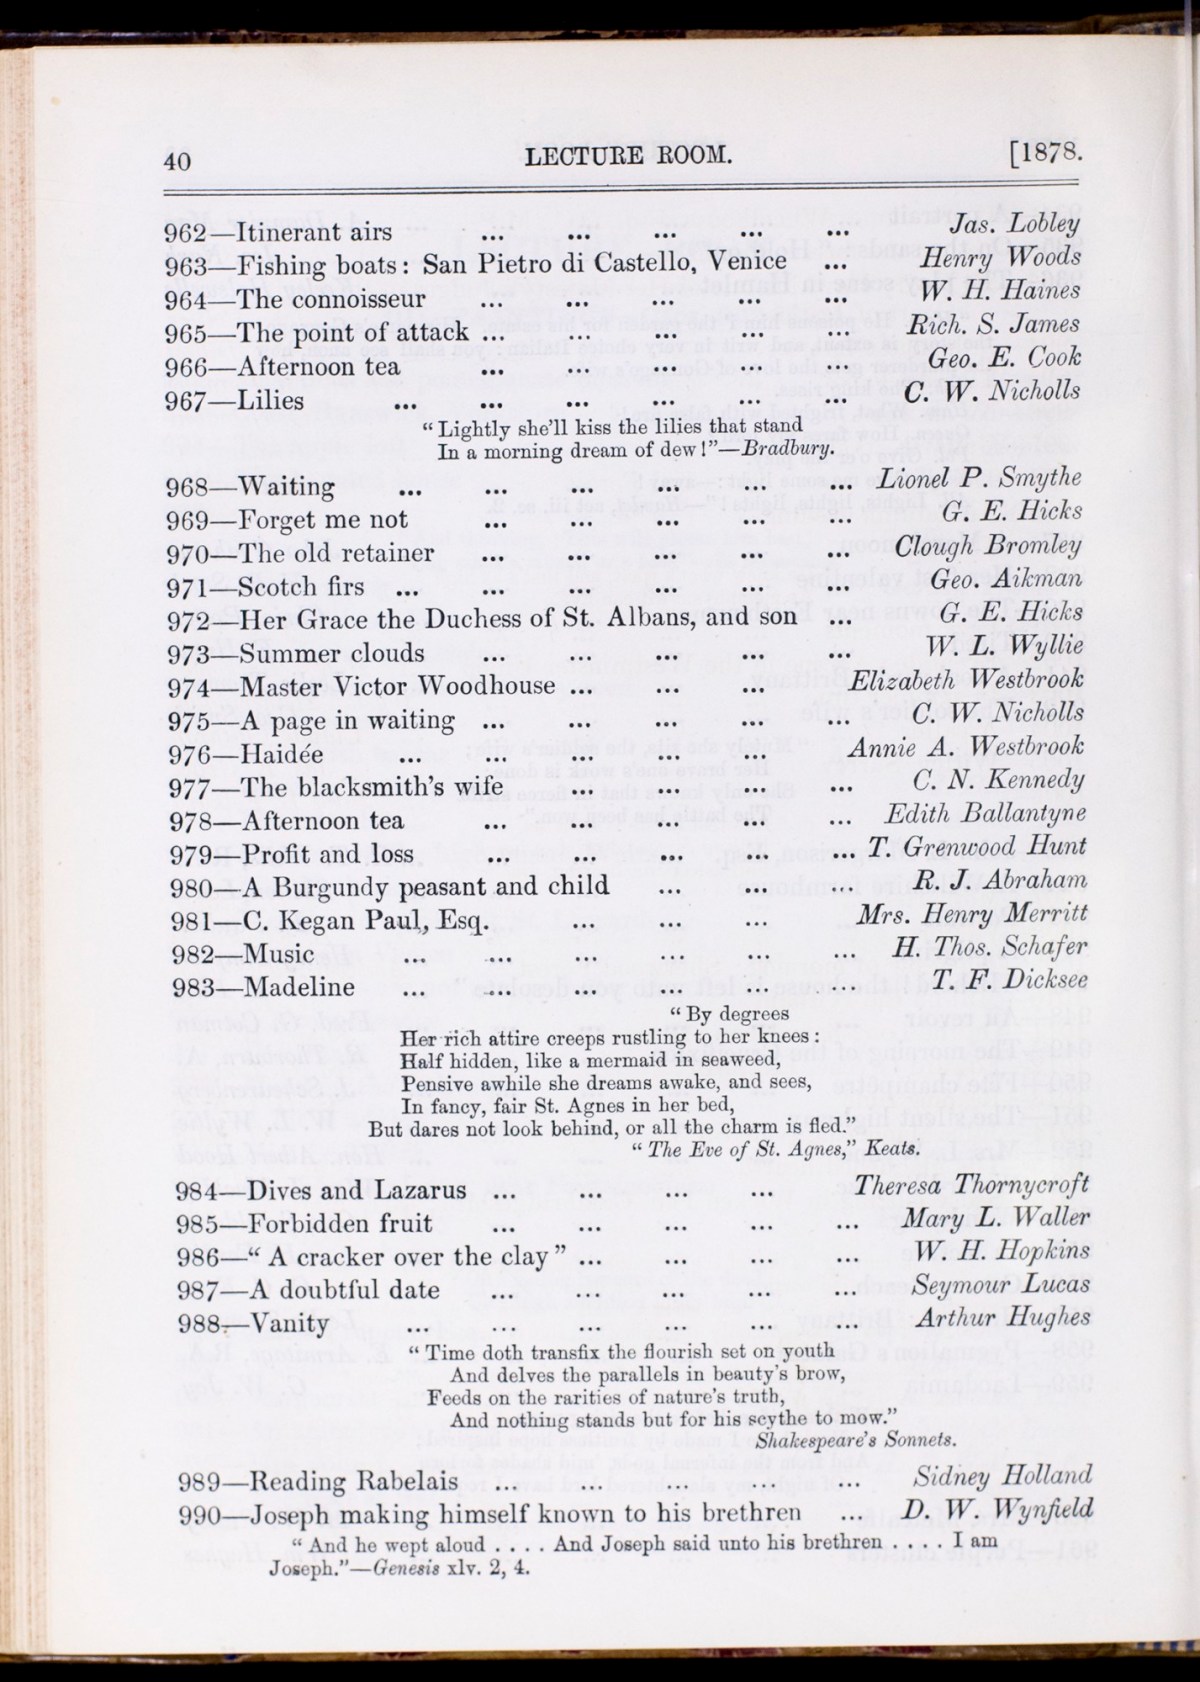 40 LECTURE ROOM. [1878.
962—Itinerant airs ... ... ... ... ... Jas. Lobley
963—Fishing boats: San Pietro di Castello, Venice ... Henry Woods
964—The connoisseur ... ... ... ... ... W. H. Haines
965—The point of attack ... ... ... ... ... Rich. S. James
966—Afternoon tea ... ... ... ... ... Geo. E. Cook
967—Lilies ... ... ... ... ... ... C. W. Nicholls
“Lightly she’ll kiss the lilies that stand
In a morning dream of dew!”—Bradbury.
968—Waiting ... ... ... ... ... ... Lionel P. Smythe
969—Forget me not ... ... ... ... ... G. E. Hicks
970—The old retainer ... ... ... ... ... Clough Bromley
971—Scotch firs ... ... ... ... ... ... Geo. Aikman
972—Her Grace the Duchess of St. Albans, and son ... G. E. Hicks
973—Summer clouds ... ... ... ... ... W. L. Wyllie
974—Master Victor Woodhouse ... ... ... Elizabeth Westbrook
975—A page in waiting ... ... ... ... ... C. W. Nicholls
976—Haidée ... ... ... ... ... Annie A. Westbrook
977—The blacksmith’s wife ... ... ... ... C. N. Kennedy
978—Afternoon tea ... ... ... ... ... Edith Ballantyne
979—Profit and loss ... ... ... ... ... T. Grenwood Hunt
980—A Burgundy peasant and child ... ... ... R. J. Abraham
981—C. Kegan Paul, Esq. ... ... ... Mrs. Henry Merritt
982—Music ... ... ... ... ... ... H. Thos. Schafer
983—Madeline ... ... ... ... ... ... T. F. Dicksee
“By degrees
Her rich attire creeps rustling to her knees:
Half hidden, like a mermaid in seaweed,
Pensive awhile she dreams awake, and sees,
In fancy, fair St. Agnes in her bed,
But dares not look behind, or all the charm is fled.”
“The Eve of St. Agnes,” Keats.
984—Dives and Lazarus ... ... ... ... Theresa Thornycroft
985—Forbidden fruit ... ... ... ... ... Mary L. Waller
986—“A cracker over the clay” ... ... ... ... W. H. Hopkins
987—A doubtful date ... ... ... ... ... Seymour Lucas
988—Vanity ... ... ... ... ... ... Arthur Hughes
“Time doth transfix the flourish set on youth
And delves the parallels in beauty’s brow,
Feeds on the rarities of nature’s truth,
And nothing stands but for his scythe to mow.”
Shakespeare’s Sonnets.
989—Reading Rabelais ... ... ... ... ... Sidney Holland
990—Joseph making himself known to his brethren ... D. W. Wynfield
“And he wept aloud .... And Joseph said unto his brethren .... I am
Joseph.”—Genesis xlv. 2, 4.